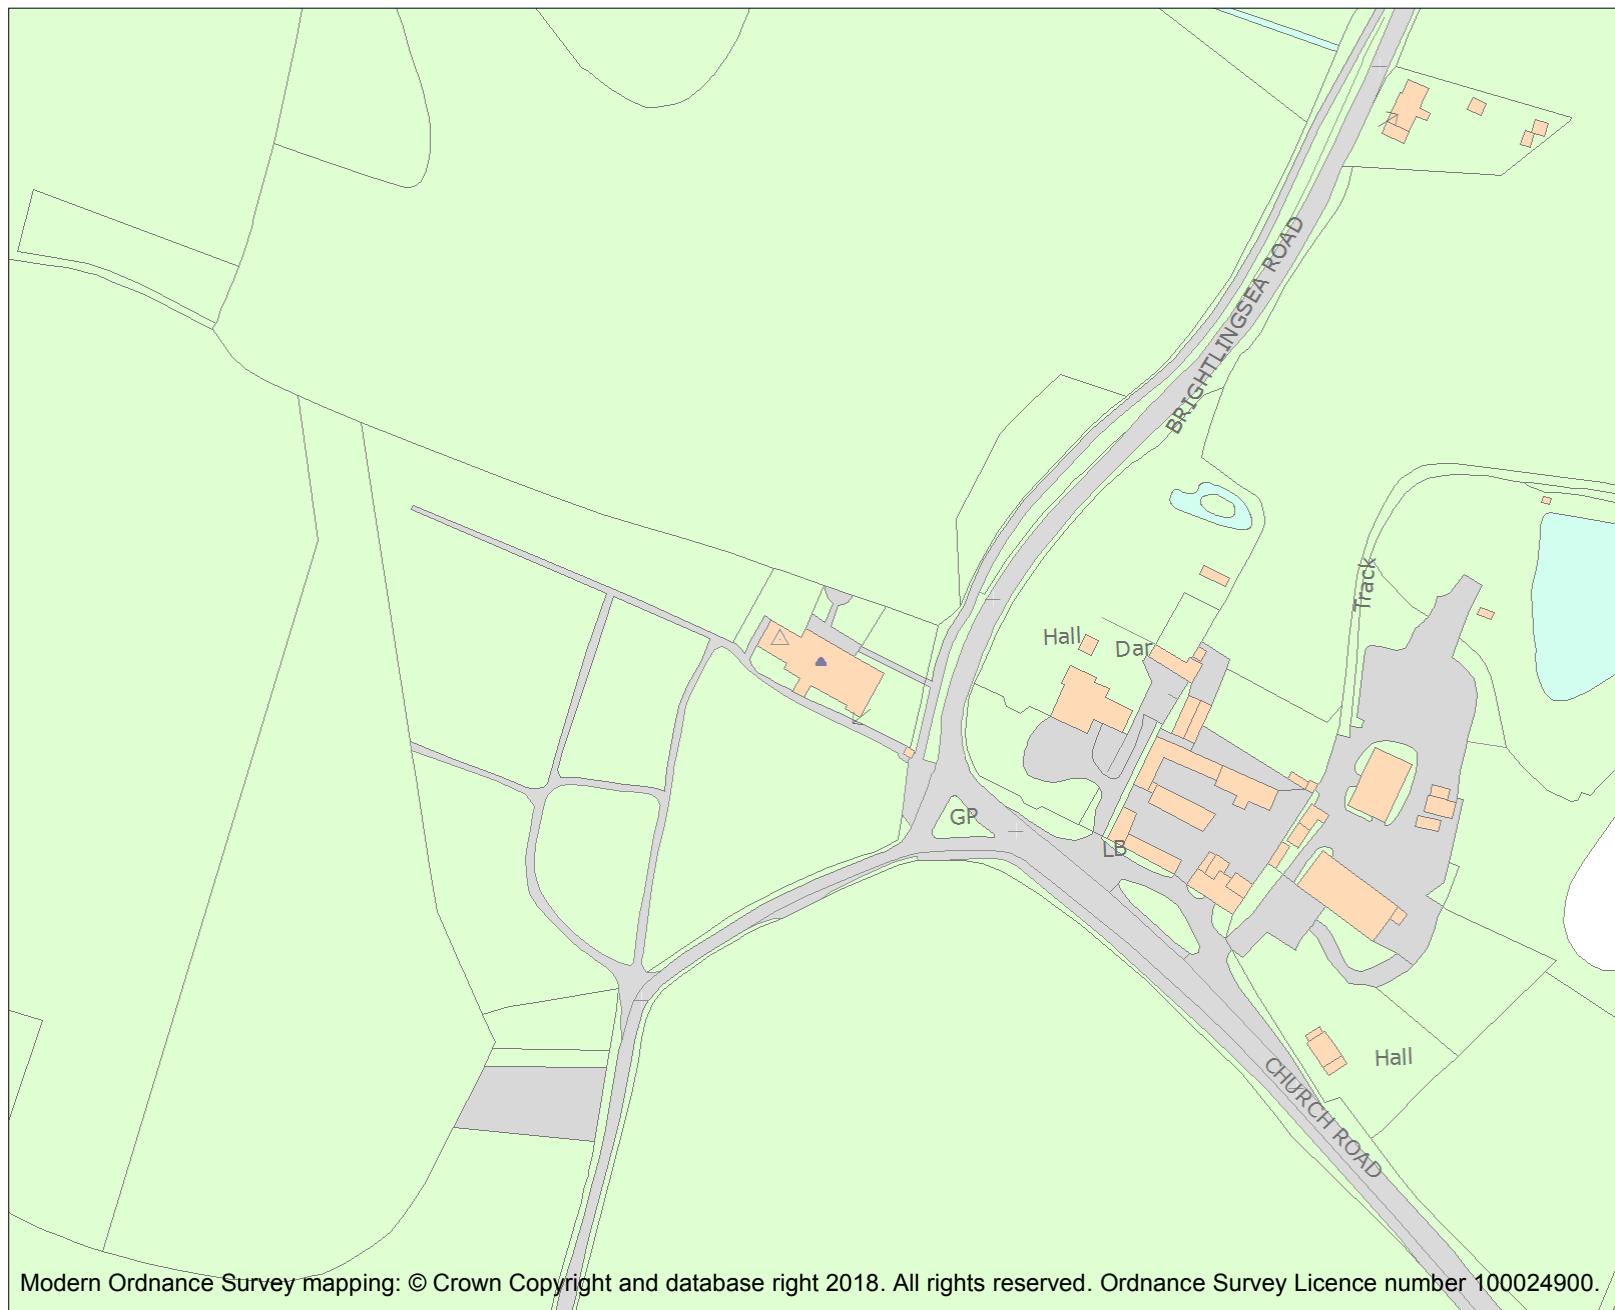 BRIGHTLINGSEA ROAD
Track
Hall
Dar
GP
LB
Hall
CHURCH ROAD
Modern Ordnance Survey mapping: © Crown Copyright and database right 2018. All rights reserved. Ordnance Survey Licence number 100024900.